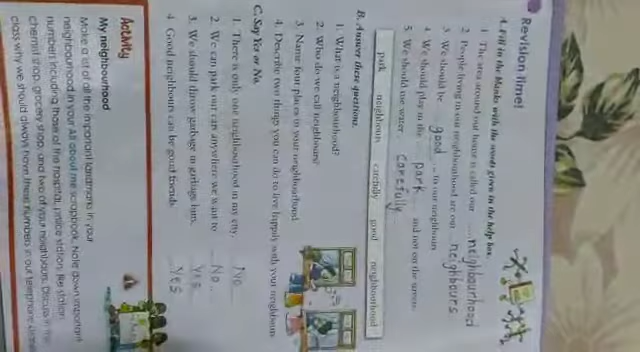 Revision Time!
A. Fill in the blanks with the words given in the help box.
1. The area around our house is called our neighbourhood
2. People living in our neighbourhood are our neighbours
3. We should be good to our neighbours
4. We should play in the park and not on the streets
5. We should use water carefully
park neighbours carefully good neighbourhood
B. Answer these questions.
1. What is a neighbourhood?
2. Who do we call neighbours?
3. Name four places in your neighbourhood.
4. Describe two things you can do to live happily with your neighbours
C. Say Yes or No.
1. There is only one neighbourhood in my city. No
2. We can park our cars anywhere we want to. No
3. We should throw garbage in garbage bins. Yes
4. Good neighbours can be good friends. Yes
Activity
My neighbourhood
Make a list of all the important landmarks in your
neighbourhood in your All about me scrapbook. Note down important
numbers including those of the hospital, police station, fire station,
chemist shop, grocery shop, and two of your neighbours. Discuss in the
class why we should always have these numbers in our telephone